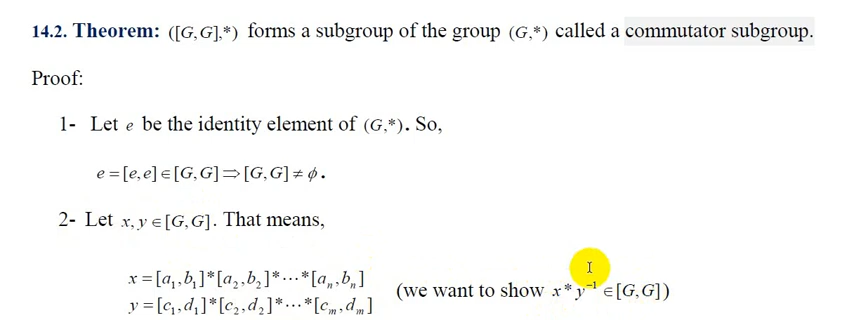 14.2. Theorem: ([G,G],*) forms a subgroup of the group (G,*) called a commutator subgroup.
Proof:
1- Let e be the identity element of (G,*). So,
e = [e,e] ∈ [G,G] ⇒ [G,G] ≠ ϕ.
2- Let x, y ∈ [G,G]. That means,
x = [a₁,b₁]*[a₂,b₂]*⋯*[aₙ,bₙ]
y = [c₁,d₁]*[c₂,d₂]*⋯*[cₘ,dₘ] (we want to show x * y⁻¹ ∈ [G,G])